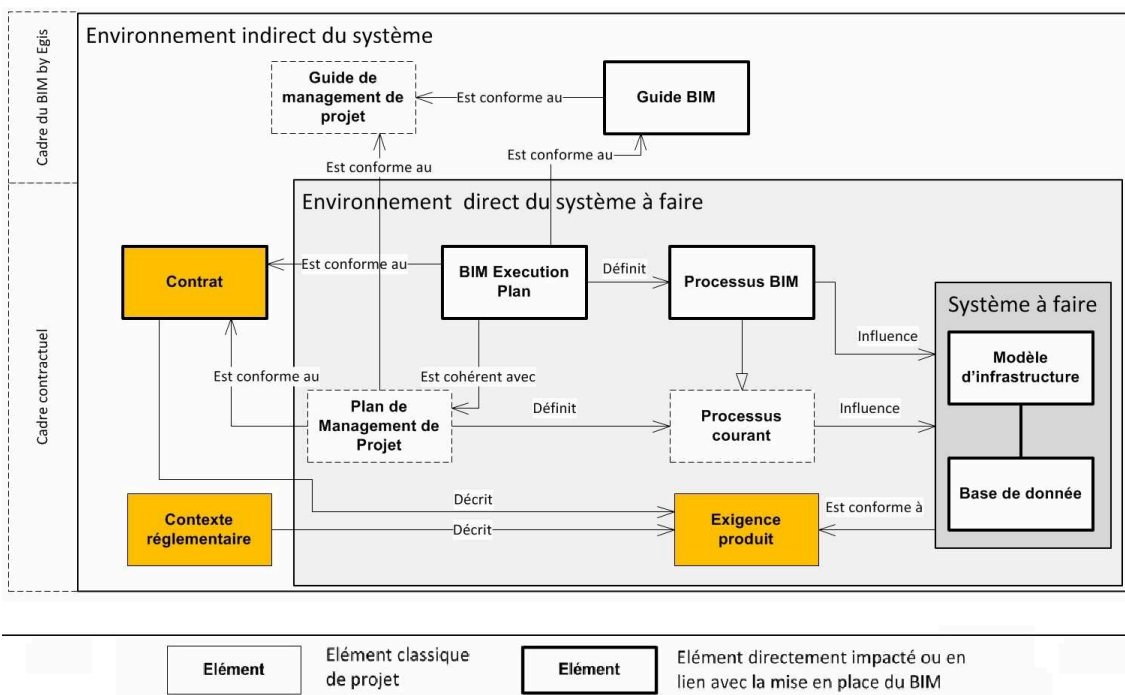 Cadre du BIM by Egis
Environnement indirect du système
Guide de
management de
projet
Est conforme au
Guide BIM
Est conforme au
Est conforme au
Cadre contractuel
Environnement direct du système à faire
Contrat
Est conforme au
BIM Execution
Plan
Définit
Processus BIM
Système à faire
Influence
Modèle
d'infrastructure
Est conforme au
Est cohérent avec
Plan de
Management de
Projet
Définit
Processus
courant
Influence
Base de donnée
Décrit
Contexte
réglementaire
Décrit
Exigence
produit
Est conforme à
Elément
Elément classique
de projet
Elément
Elément directement impacté ou en
lien avec la mise en place du BIM